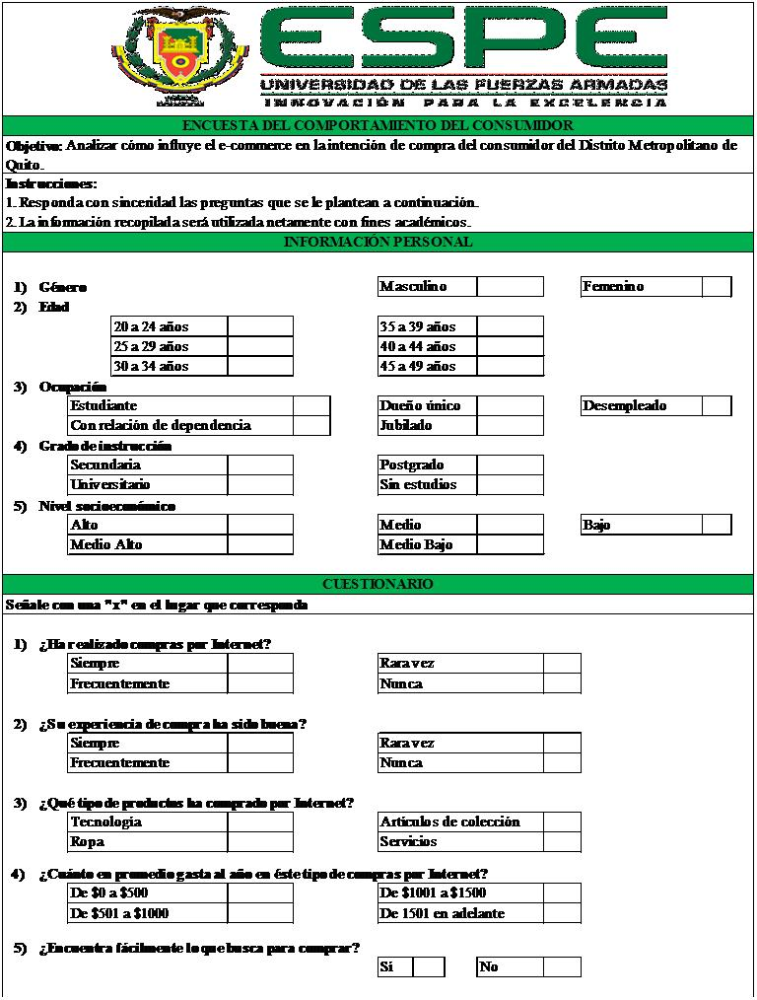 ESPE
UNIVERSIDAD DE LAS FUERZAS ARMADAS
INNOVACIÓN PARA LA EXCELENCIA
ENCUESTA DEL COMPORTAMIENTO DEL CONSUMIDOR
Objetivo: Analizar cómo influye el e-commerce en la intención de compra del consumidor del Distrito Metropolitano de
Quito.
Instrucciones:
1. Responda con sinceridad las preguntas que se le plantean a continuación.
2. La información recopilada será utilizada netamente con fines académicos.
INFORMACIÓN PERSONAL
1) Género Masculino Femenino
2) Edad
20 a 24 años 35 a 39 años
25 a 29 años 40 a 44 años
30 a 34 años 45 a 49 años
3) Ocupación
Estudiante Dueño único Desempleado
Con relación de dependencia Jubilado
4) Grado de instrucción
Secundaria Postgrado
Universitario Sin estudios
5) Nivel socioeconómico
Alto Medio Bajo
Medio Alto Medio Bajo
CUESTIONARIO
Señale con una "x" en el lugar que corresponda
1) ¿Ha realizado compras por Internet?
Siempre Rara vez
Frecuentemente Nunca
2) ¿Su experiencia de compra ha sido buena?
Siempre Rara vez
Frecuentemente Nunca
3) ¿Qué tipo de productos ha comprado por Internet?
Tecnología Artículos de colección
Ropa Servicios
4) ¿Cuánto en promedio gasta al año en éste tipo de compras por Internet?
De $0 a $500 De $1001 a $1500
De $501 a $1000 De 1501 en adelante
5) ¿Encuentra fácilmente lo que busca para comprar?
Sí No